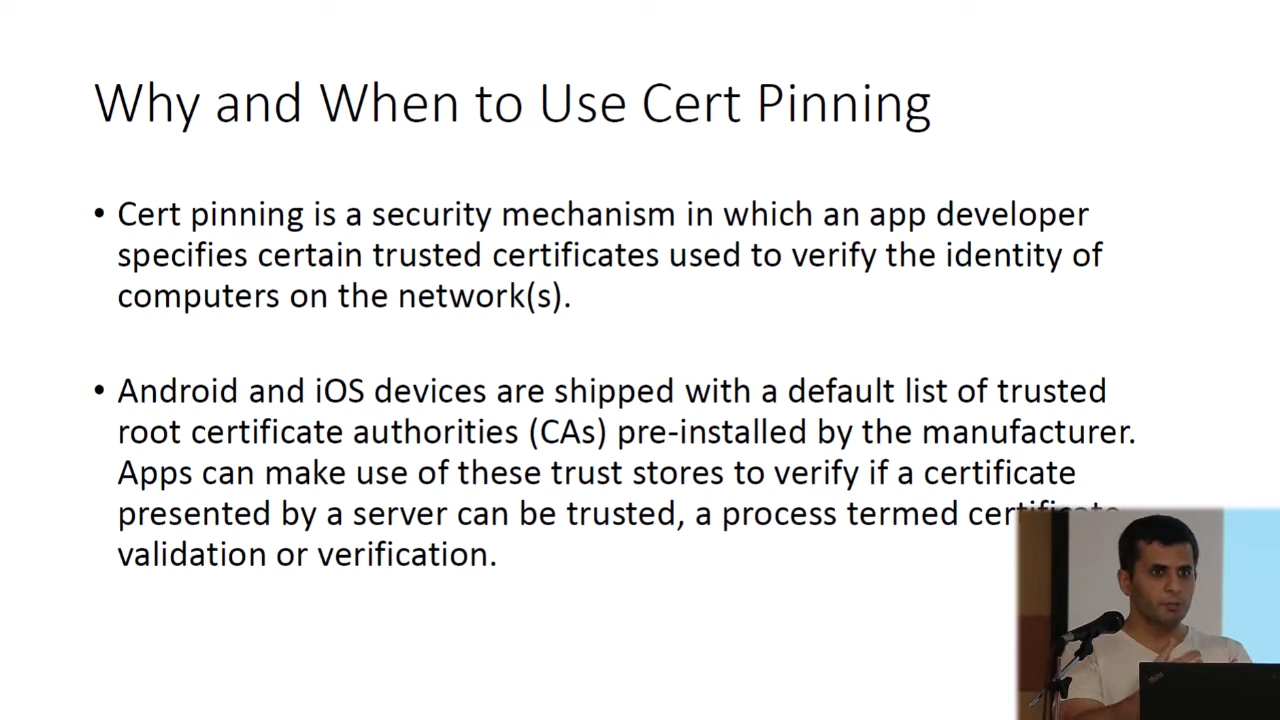 Why and When to Use Cert Pinning
• Cert pinning is a security mechanism in which an app developer
specifies certain trusted certificates used to verify the identity of
computers on the network(s).
• Android and iOS devices are shipped with a default list of trusted
root certificate authorities (CAs) pre-installed by the manufacturer.
Apps can make use of these trust stores to verify if a certificate
presented by a server can be trusted, a process termed certificate
validation or verification.